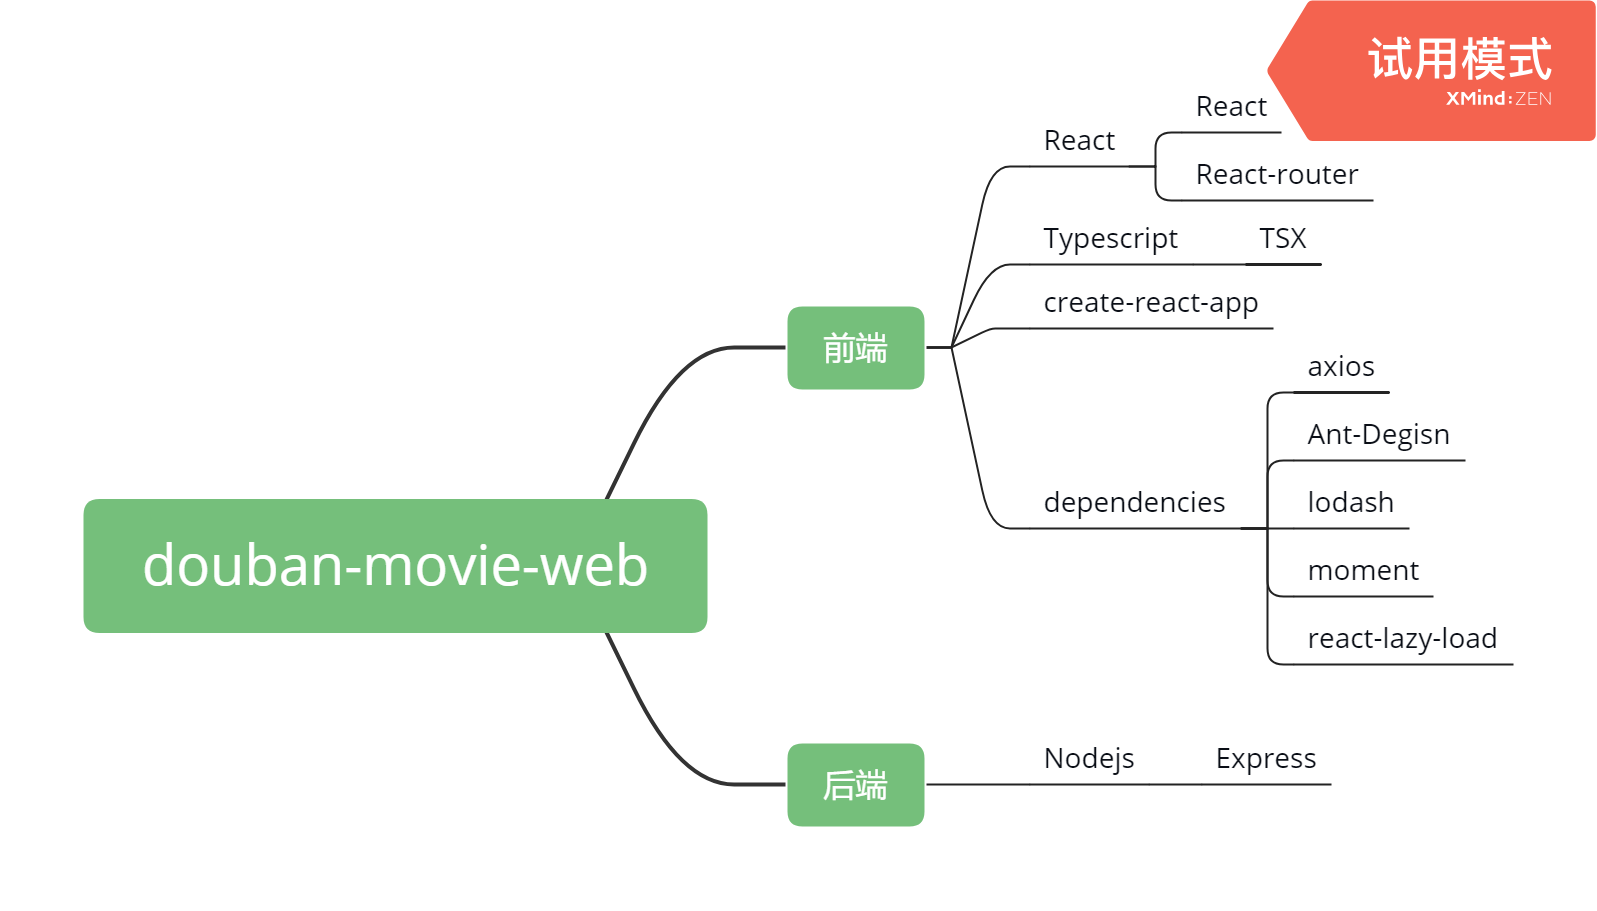 试用模式
XMind:ZEN
React
React
React-router
Typescript
TSX
create-react-app
前端
axios
Ant-Degisn
lodash
dependencies
moment
react-lazy-load
douban-movie-web
后端
Nodejs
Express